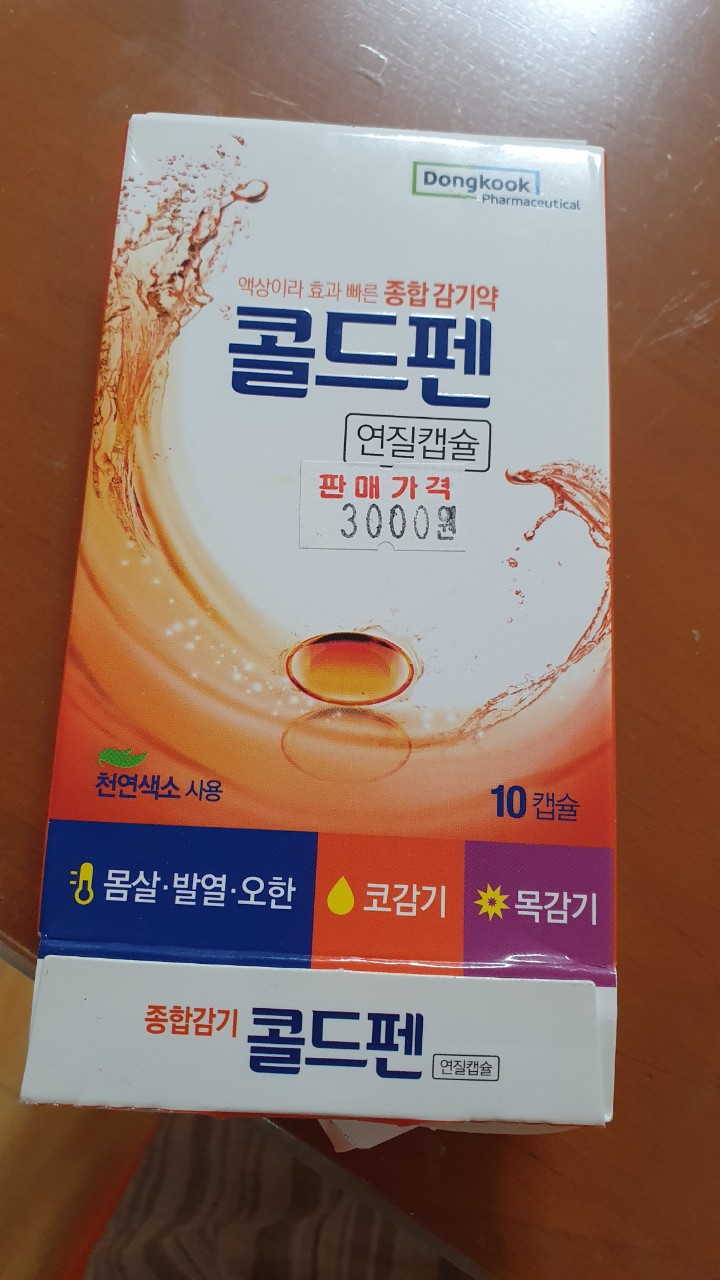 Dongkook
Pharmaceutical
액상이라 효과 빠른 종합 감기약
콜드펜
연질캡슐
판매가격
3000원
천연색소 사용
10 캡슐
몸살·발열·오한
코감기
목감기
종합감기 콜드펜 연질캡슐